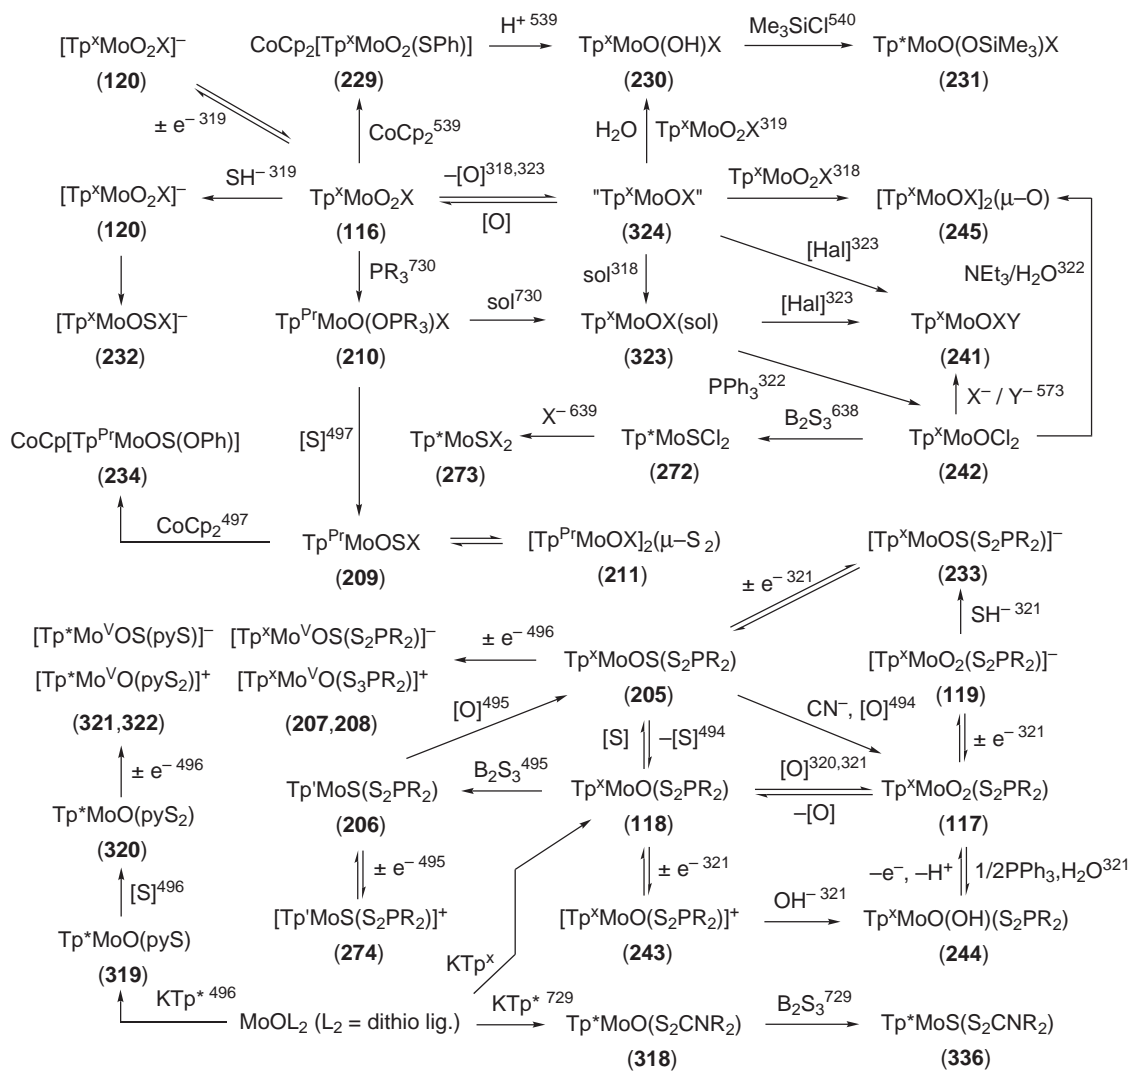 [TpˣMoO₂X]⁻ CoCp₂[TpˣMoO₂(SPh)] H⁺ ⁵³⁹ TpˣMoO(OH)X Me₃SiCl⁵⁴⁰ Tp*MoO(OSiMe₃)X
(120) (229) (230) (231)
± e⁻ ³¹⁹ CoCp₂⁵³⁹ H₂O TpˣMoO₂X³¹⁹
[TpˣMoO₂X]⁻ SH⁻ ³¹⁹ TpˣMoO₂X –[O]³¹⁸,³²³ "TpˣMoOX" TpˣMoO₂X³¹⁸ [TpˣMoOX]₂(μ–O)
[O]
(120) (116) (324) (245)
PR₃⁷³⁰ sol³¹⁸ [Hal]³²³ NEt₃/H₂O³²²
[TpˣMoOSX]⁻ TpᴾʳMoO(OPR₃)X sol⁷³⁰ TpˣMoOX(sol) [Hal]³²³ TpˣMoOXY
(232) (210) (323) (241)
PPh₃³²² X⁻ / Y⁻ ⁵⁷³
CoCp[TpᴾʳMoOS(OPh)] [S]⁴⁹⁷ Tp*MoSX₂ X⁻ ⁶³⁹ Tp*MoSCl₂ B₂S₃⁶³⁸ TpˣMoOCl₂
(234) (273) (272) (242)
CoCp₂⁴⁹⁷ TpᴾʳMoOSX [TpᴾʳMoOX]₂(μ–S₂) [TpˣMoOS(S₂PR₂)]⁻
(209) (211) (233)
± e⁻ ³²¹ SH⁻ ³²¹
[Tp*MoⱽOS(pyS)]⁻ [TpˣMoⱽOS(S₂PR₂)]⁻ ± e⁻ ⁴⁹⁶ TpˣMoOS(S₂PR₂) [TpˣMoO₂(S₂PR₂)]⁻
[Tp*MoⱽO(pyS₂)]⁺ [TpˣMoⱽO(S₃PR₂)]⁺ (205) (119)
(321,322) (207,208) [O]⁴⁹⁵ [S] –[S]⁴⁹⁴ CN⁻, [O]⁴⁹⁴ ± e⁻ ³²¹
± e⁻ ⁴⁹⁶
Tp*MoO(pyS₂) Tp'MoS(S₂PR₂) B₂S₃⁴⁹⁵ TpˣMoO(S₂PR₂) [O]³²⁰,³²¹ TpˣMoO₂(S₂PR₂)
–[O]
(320) (206) (118) (117)
[S]⁴⁹⁶ ± e⁻ ⁴⁹⁵ ± e⁻ ³²¹ –e⁻, –H⁺ 1/2PPh₃,H₂O³²¹
Tp*MoO(pyS) [Tp'MoS(S₂PR₂)]⁺ [TpˣMoO(S₂PR₂)]⁺ OH⁻ ³²¹ TpˣMoO(OH)(S₂PR₂)
(319) (274) (243) (244)
KTpˣ
KTp* ⁴⁹⁶ MoOL₂ (L₂ = dithio lig.) KTp* ⁷²⁹ Tp*MoO(S₂CNR₂) B₂S₃⁷²⁹ Tp*MoS(S₂CNR₂)
(318) (336)